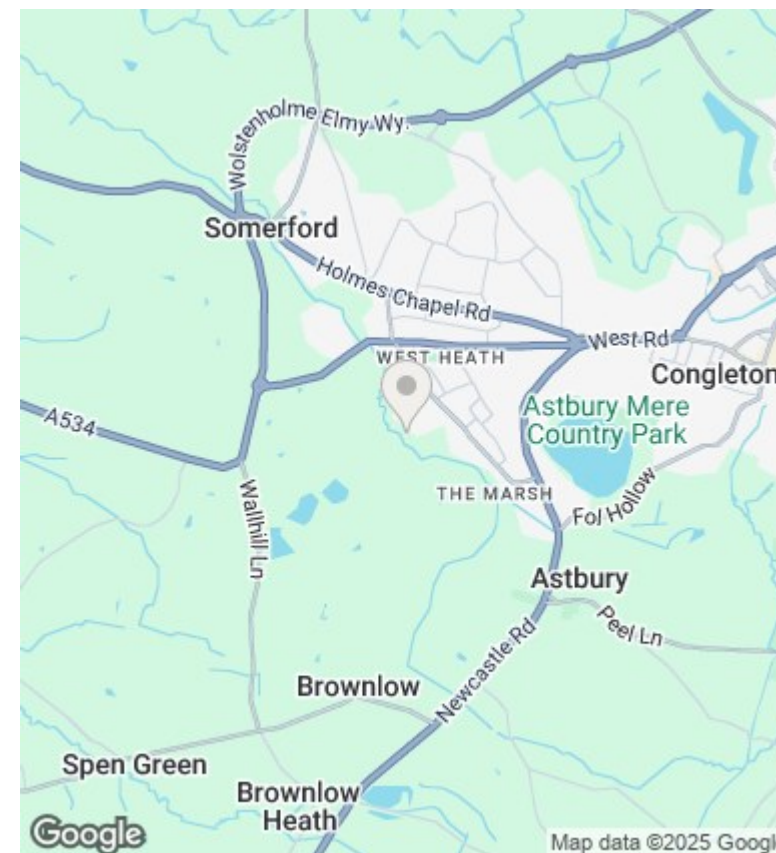 Wolstenholme Elmy Wy.
Somerford
Holmes Chapel Rd
West Rd
WEST HEATH
Congleton
Astbury Mere
Country Park
A534
THE MARSH
Fol Hollow
Wallhill Ln
Astbury
Peel Ln
Newcastle Rd
Brownlow
Spen Green
Brownlow
Heath
Google
Map data ©2025 Googl